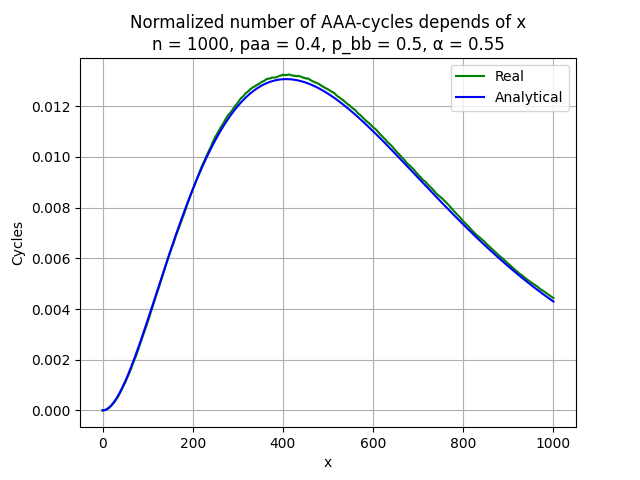 Normalized number of AAA-cycles depends of x
n = 1000, paa = 0.4, p_bb = 0.5, α = 0.55
Real
Analytical
Cycles
0.012
0.010
0.008
0.006
0.004
0.002
0.000
0 200 400 600 800 1000
x